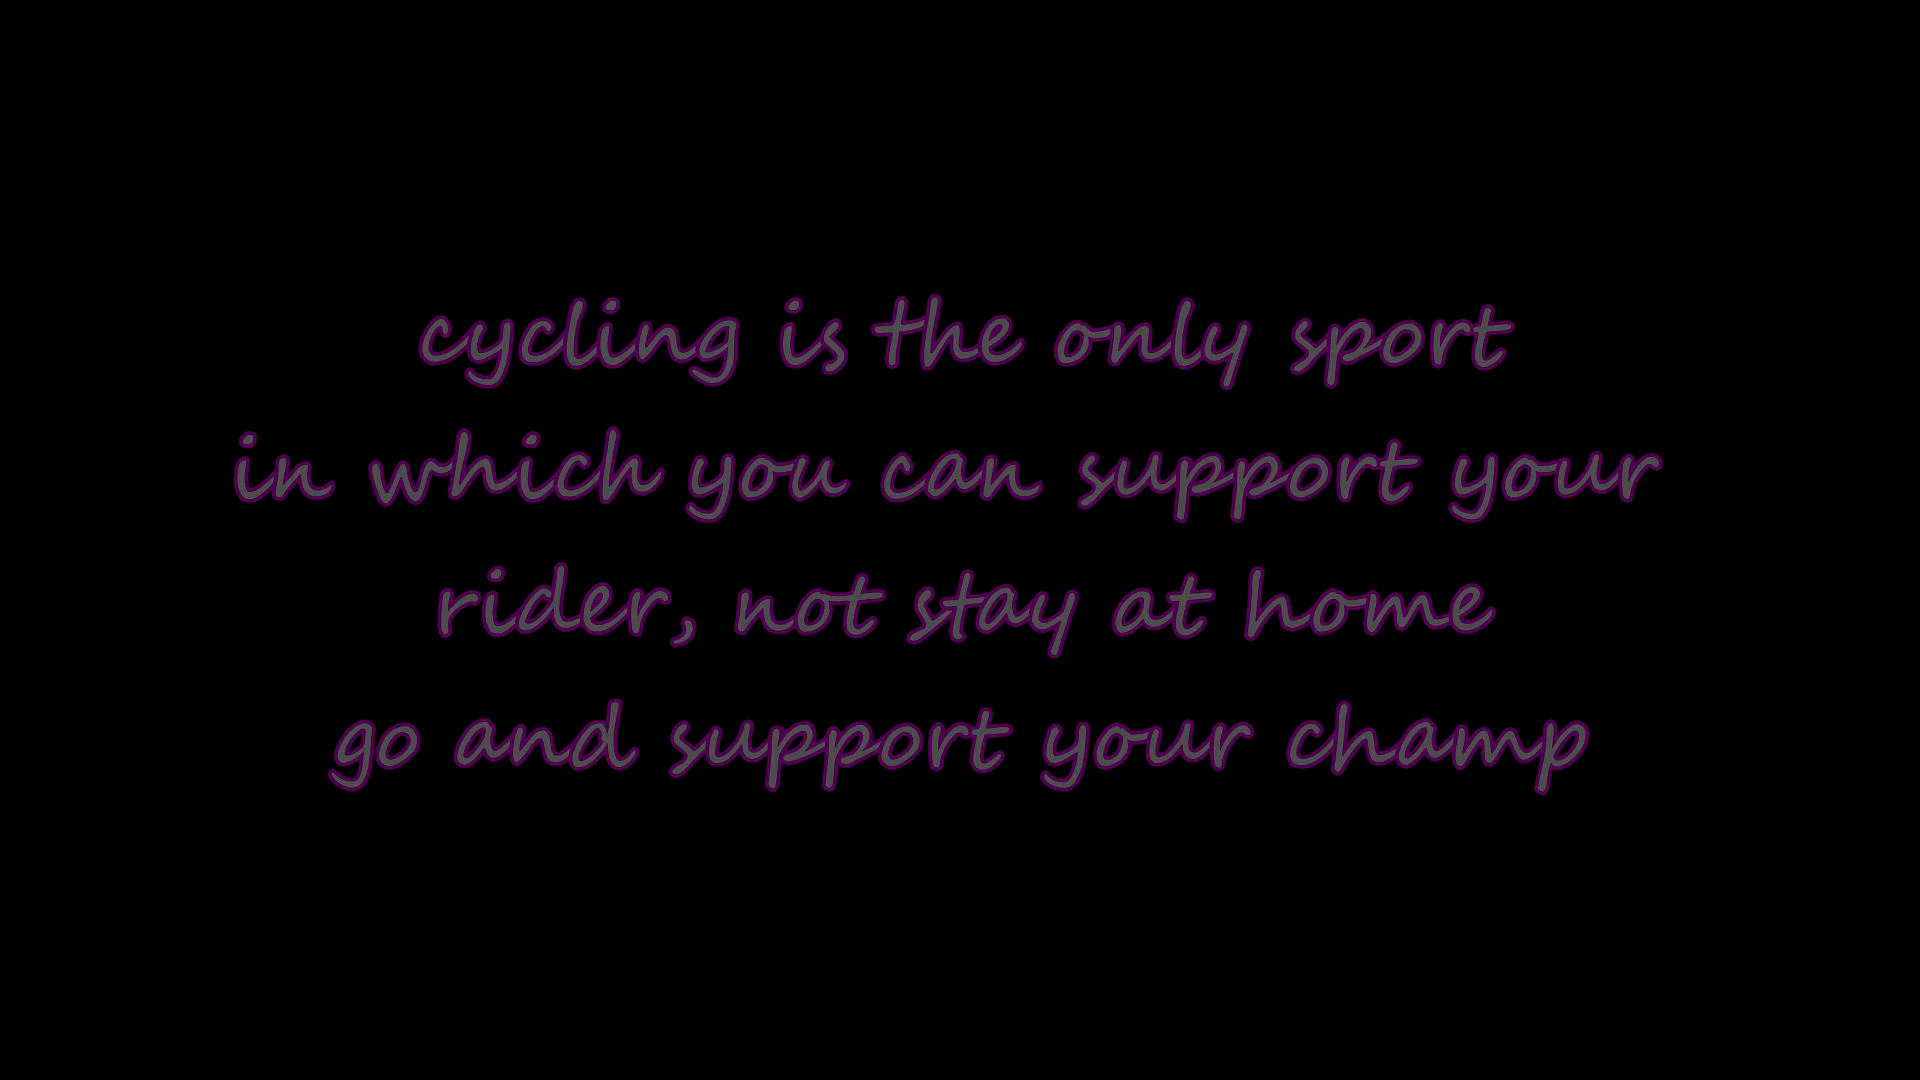 cycling is the only sport
in which you can support your
rider, not stay at home
go and support your champ